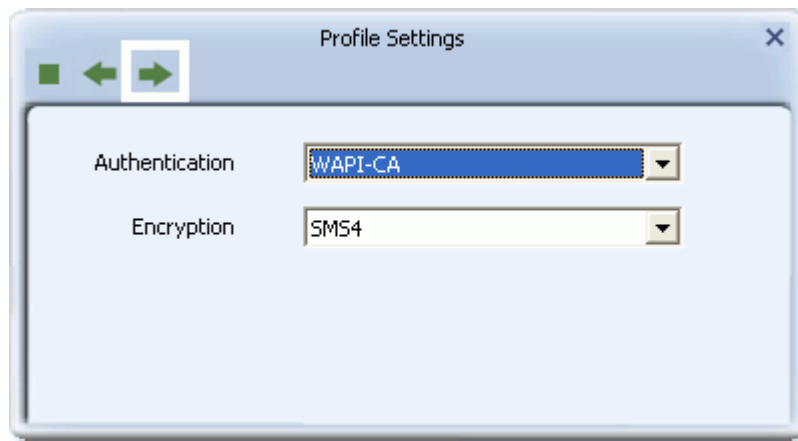 Profile Settings
Authentication
WAPI-CA
Encryption
SMS4